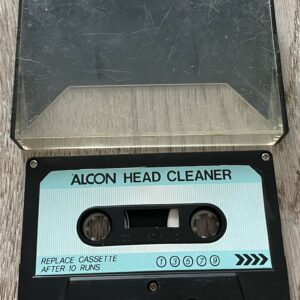 ALCON HEAD CLEANER
REPLACE CASSETTE
AFTER 10 RUNS
① ③ ⑤ ⑦ ⑨